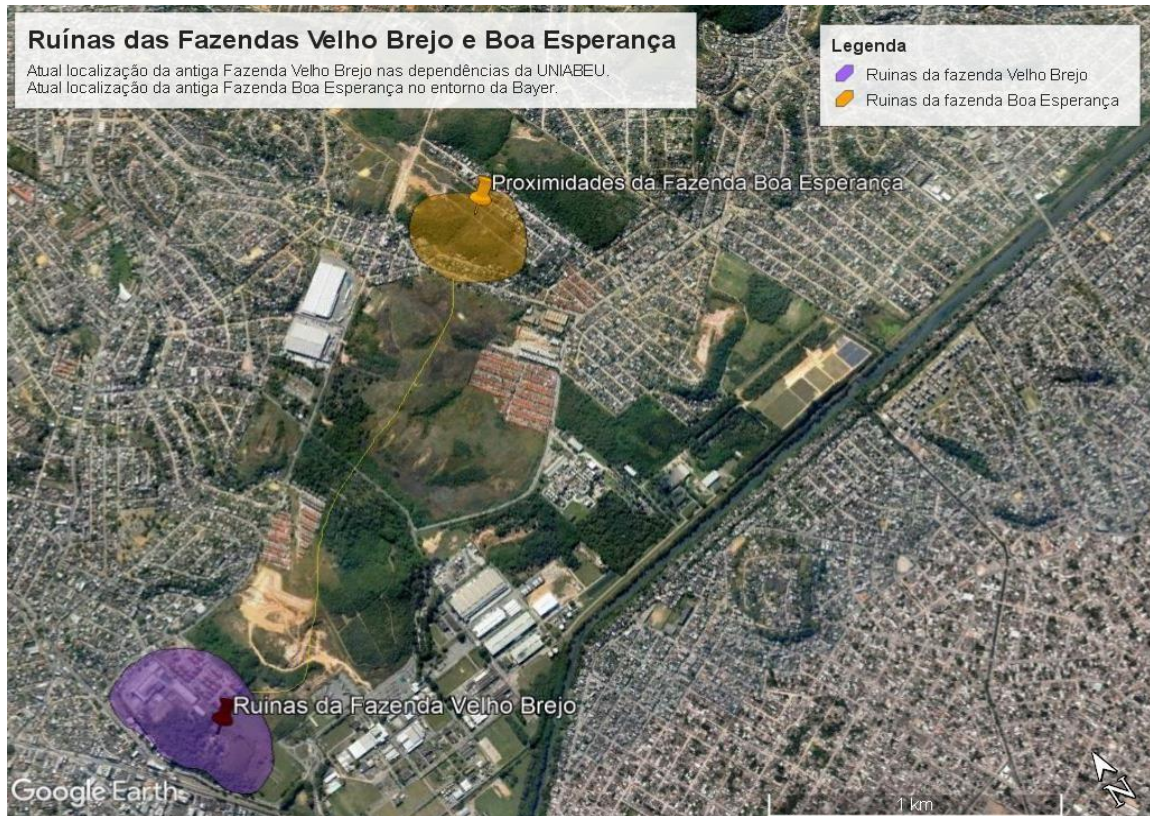 Ruínas das Fazendas Velho Brejo e Boa Esperança
Atual localização da antiga Fazenda Velho Brejo nas dependências da UNIABEU.
Atual localização da antiga Fazenda Boa Esperança no entorno da Bayer.
Legenda
Ruinas da fazenda Velho Brejo
Ruinas da fazenda Boa Esperança
Proximidades da Fazenda Boa Esperança
Ruínas da Fazenda Velho Brejo
Google Earth
1 km
N